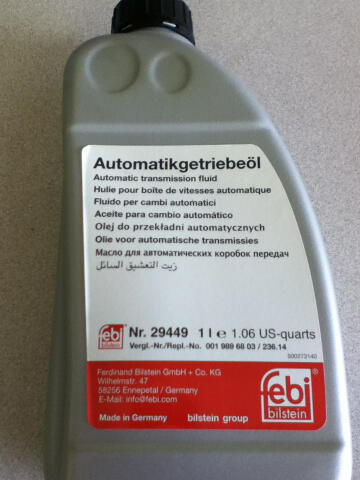 Automatikgetriebeöl
Automatic transmission fluid
Hulie pour boîte de vitesses automatique
Fluido per cambi automatici
Aceite para cambio automático
Olej do przekładni automatycznych
Olie voor automatische transmissies
Масло для автоматических коробок передач
زيت التعشيق السائل
febi bilstein Nr. 29449 1 l e 1.06 US-quarts
Vergl.-Nr./Repl.-No. 001 989 68 03 / 236.14
S00273140
Ferdinand Bilstein GmbH + Co. KG
Wilhelmstr. 47
58256 Ennepetal / Germany
E-Mail: info@febi.com
Made in Germany bilstein group
febi
bilstein